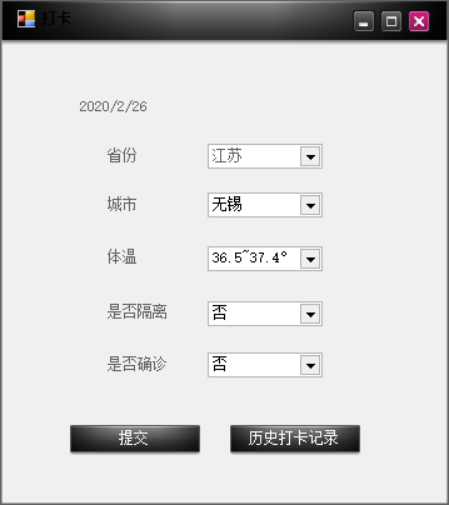 打卡
2020/2/26
省份 江苏
城市 无锡
体温 36.5~37.4°
是否隔离 否
是否确诊 否
提交 历史打卡记录